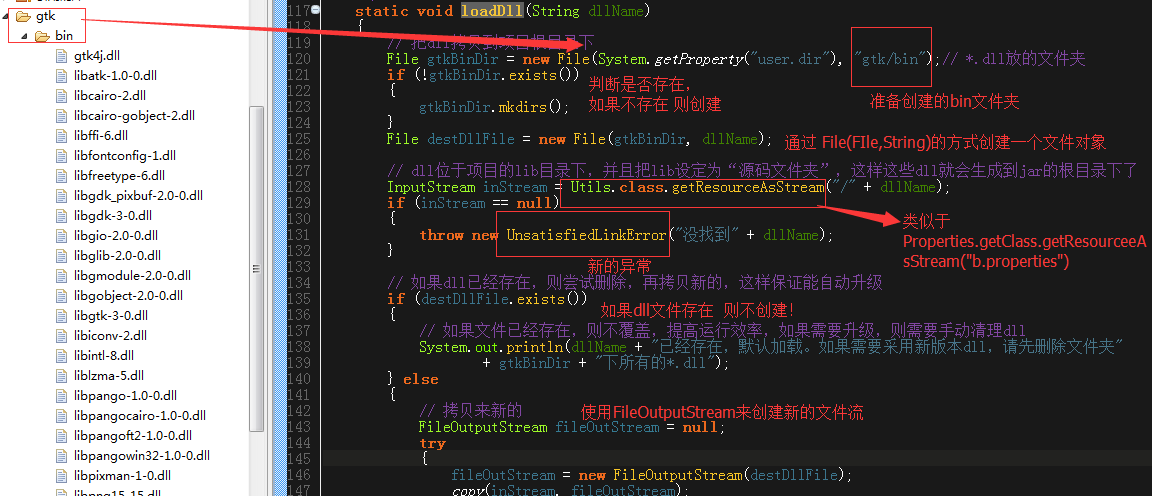 gtk
bin
gtk4j.dll
libatk-1.0-0.dll
libcairo-2.dll
libcairo-gobject-2.dll
libffi-6.dll
libfontconfig-1.dll
libfreetype-6.dll
libgdk_pixbuf-2.0-0.dll
libgdk-3-0.dll
libgio-2.0-0.dll
libglib-2.0-0.dll
libgmodule-2.0-0.dll
libgobject-2.0-0.dll
libgtk-3-0.dll
libiconv-2.dll
libintl-8.dll
liblzma-5.dll
libpango-1.0-0.dll
libpangocairo-1.0-0.dll
libpangoft2-1.0-0.dll
libpangowin32-1.0-0.dll
libpixman-1-0.dll
libpng15-15.dll
117 static void loadDll(String dllName)
118 {
119 // 把dll拷贝到项目根目录下
120 File gtkBinDir = new File(System.getProperty("user.dir"), "gtk/bin");// *.dll放的文件夹
121 if (!gtkBinDir.exists())
判断是否存在，
122 {
如果不存在 则创建
准备创建的bin文件夹
123 gtkBinDir.mkdirs();
124 }
125 File destDllFile = new File(gtkBinDir, dllName);
通过 File(FIle,String)的方式创建一个文件对象
126
127 // dll位于项目的lib目录下，并且把lib设定为“源码文件夹”，这样这些dll就会生成到jar的根目录下了
128 InputStream inStream = Utils.class.getResourceAsStream("/" + dllName);
129 if (inStream == null)
130 {
类似于
131 throw new UnsatisfiedLinkError("没找到" + dllName);
Properties.getClass.getResourceeA
sStream("b.properties")
132 }
新的异常
133
134 // 如果dll已经存在，则尝试删除，再拷贝新的，这样保证能自动升级
135 if (destDllFile.exists())
如果dll文件存在 则不创建！
136 {
137 // 如果文件已经存在，则不覆盖，提高运行效率，如果需要升级，则需要手动清理dll
138 System.out.println(dllName + "已经存在，默认加载。如果需要采用新版本dll，请先删除文件夹"
139 + gtkBinDir + "下所有的*.dll");
140 } else
141 {
142 // 拷贝来新的
使用FileOutputStream来创建新的文件流
143 FileOutputStream fileOutStream = null;
144 try
145 {
146 fileOutStream = new FileOutputStream(destDllFile);
147 copy(inStream, fileOutStream);